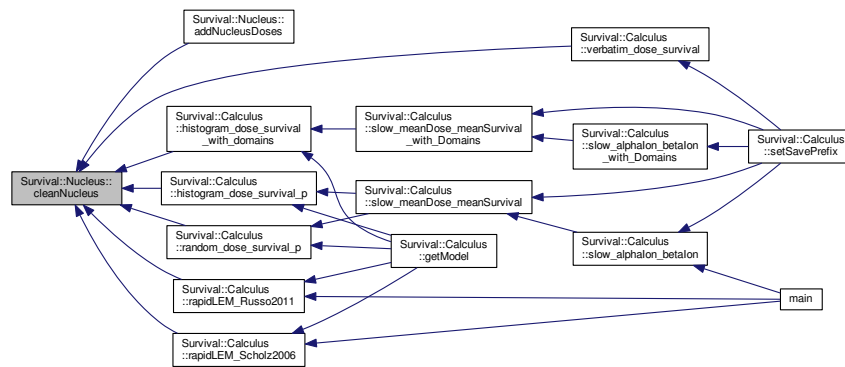 Survival::Nucleus::
addNucleusDoses
Survival::Calculus
::verbatim_dose_survival
Survival::Calculus
::histogram_dose_survival
_with_domains
Survival::Calculus
::slow_meanDose_meanSurvival
_with_Domains
Survival::Calculus
::slow_alphaIon_betaIon
_with_Domains
Survival::Calculus
::setSavePrefix
Survival::Nucleus::
cleanNucleus
Survival::Calculus
::histogram_dose_survival_p
Survival::Calculus
::slow_meanDose_meanSurvival
Survival::Calculus
::random_dose_survival_p
Survival::Calculus
::getModel
Survival::Calculus
::slow_alphaIon_betaIon
Survival::Calculus
::rapidLEM_Russo2011
main
Survival::Calculus
::rapidLEM_Scholz2006